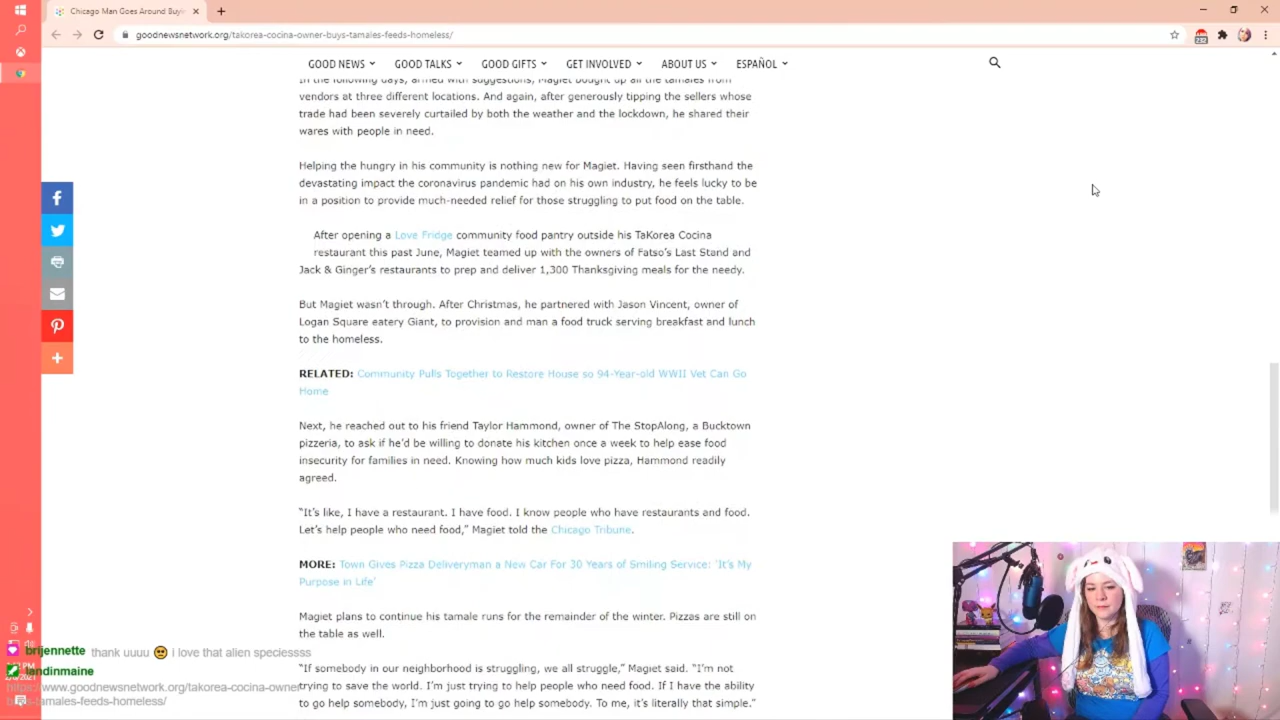 Chicago Man Goes Around Buyi
goodnewsnetwork.org/takorea-cocina-owner-buys-tamales-feeds-homeless/
GOOD NEWS GOOD TALKS GOOD GIFTS GET INVOLVED ABOUT US ESPAÑOL
In the following days, armed with suggestions, Magiet bought up all the tamales from
vendors at three different locations. And again, after generously tipping the sellers whose
trade had been severely curtailed by both the weather and the lockdown, he shared their
wares with people in need.
Helping the hungry in his community is nothing new for Magiet. Having seen firsthand the
devastating impact the coronavirus pandemic had on his own industry, he feels lucky to be
in a position to provide much-needed relief for those struggling to put food on the table.
After opening a Love Fridge community food pantry outside his TaKorea Cocina
restaurant this past June, Magiet teamed up with the owners of Fatso's Last Stand and
Jack & Ginger's restaurants to prep and deliver 1,300 Thanksgiving meals for the needy.
But Magiet wasn't through. After Christmas, he partnered with Jason Vincent, owner of
Logan Square eatery Giant, to provision and man a food truck serving breakfast and lunch
to the homeless.
RELATED: Community Pulls Together to Restore House so 94-Year-old WWII Vet Can Go
Home
Next, he reached out to his friend Taylor Hammond, owner of The StopAlong, a Bucktown
pizzeria, to ask if he'd be willing to donate his kitchen once a week to help ease food
insecurity for families in need. Knowing how much kids love pizza, Hammond readily
agreed.
"It's like, I have a restaurant. I have food. I know people who have restaurants and food.
Let's help people who need food," Magiet told the Chicago Tribune.
MORE: Town Gives Pizza Deliveryman a New Car For 30 Years of Smiling Service: 'It's My
Purpose in Life'
Magiet plans to continue his tamale runs for the remainder of the winter. Pizzas are still on
the table as well.
"If somebody in our neighborhood is struggling, we all struggle," Magiet said. "I'm not
trying to save the world. I'm just trying to help people who need food. If I have the ability
to go help somebody, I'm just going to go help somebody. To me, it's literally that simple."
brijennette thank uuuu i love that alien speciessss
landinmaine
https://www.goodnewsnetwork.org/takorea-cocina-owner-
buys-tamales-feeds-homeless/